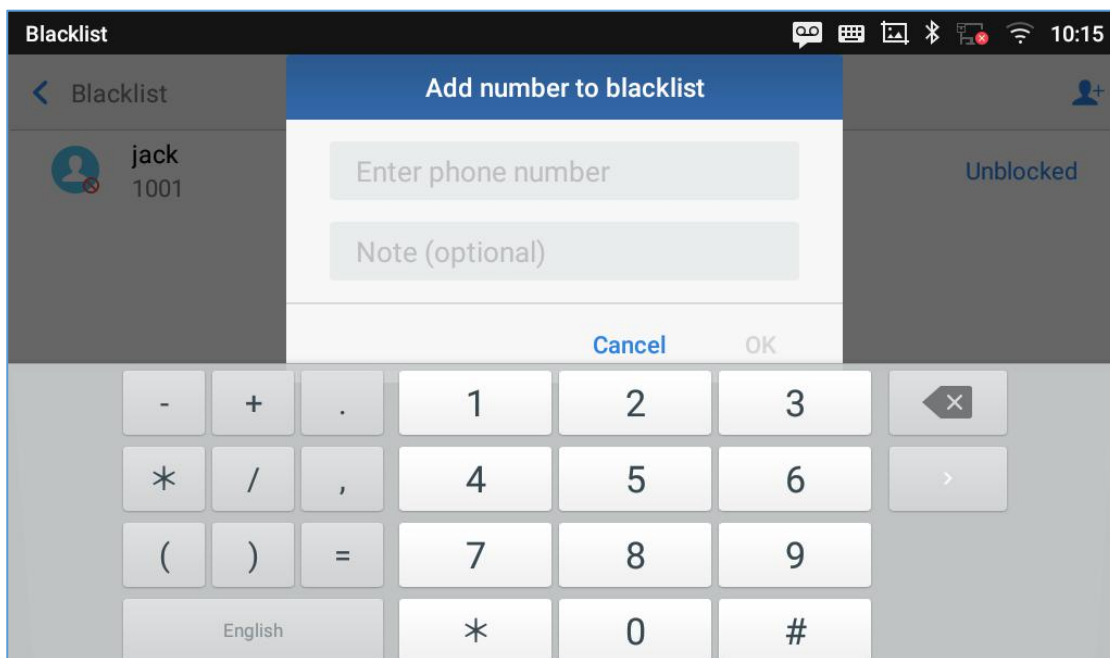 Blacklist
10:15
Blacklist
Add number to blacklist
jack
1001
Unblocked
Enter phone number
Note (optional)
Cancel OK
- + . 1 2 3
* / , 4 5 6
( ) = 7 8 9
English * 0 #